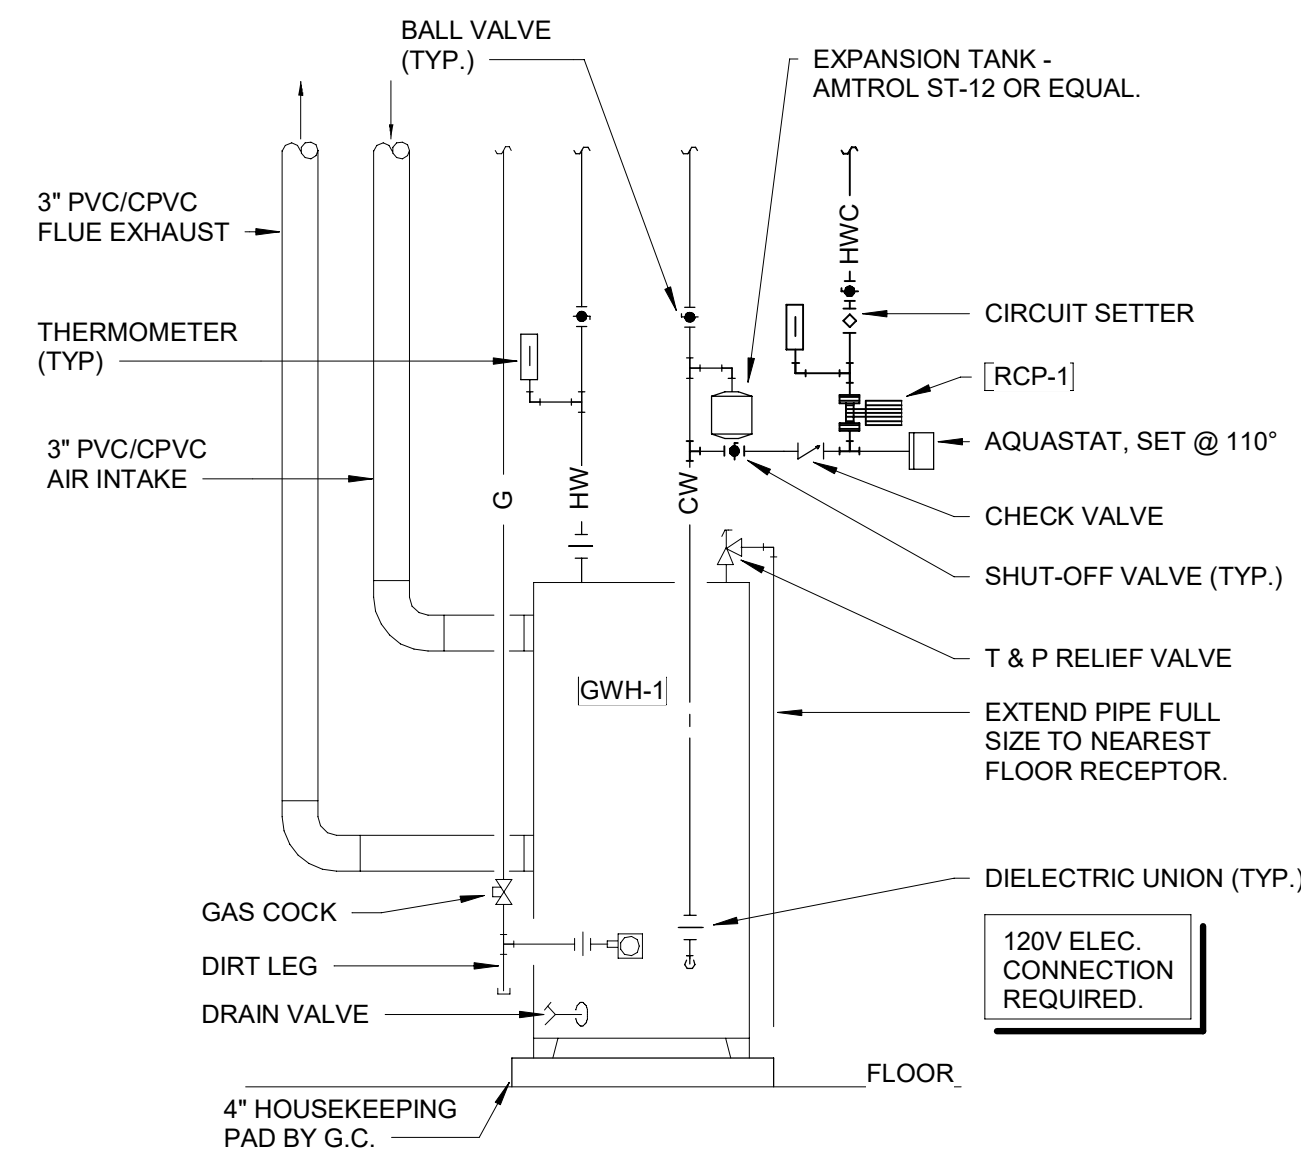 BALL VALVE
(TYP.)
EXPANSION TANK -
AMTROL ST-12 OR EQUAL.
3" PVC/CPVC
FLUE EXHAUST
HWC
CIRCUIT SETTER
THERMOMETER
(TYP)
[RCP-1]
AQUASTAT, SET @ 110°
3" PVC/CPVC
AIR INTAKE
G
HW
CW
CHECK VALVE
SHUT-OFF VALVE (TYP.)
T & P RELIEF VALVE
GWH-1
EXTEND PIPE FULL
SIZE TO NEAREST
FLOOR RECEPTOR.
DIELECTRIC UNION (TYP.)
GAS COCK
120V ELEC.
CONNECTION
REQUIRED.
DIRT LEG
DRAIN VALVE
FLOOR
4" HOUSEKEEPING
PAD BY G.C.